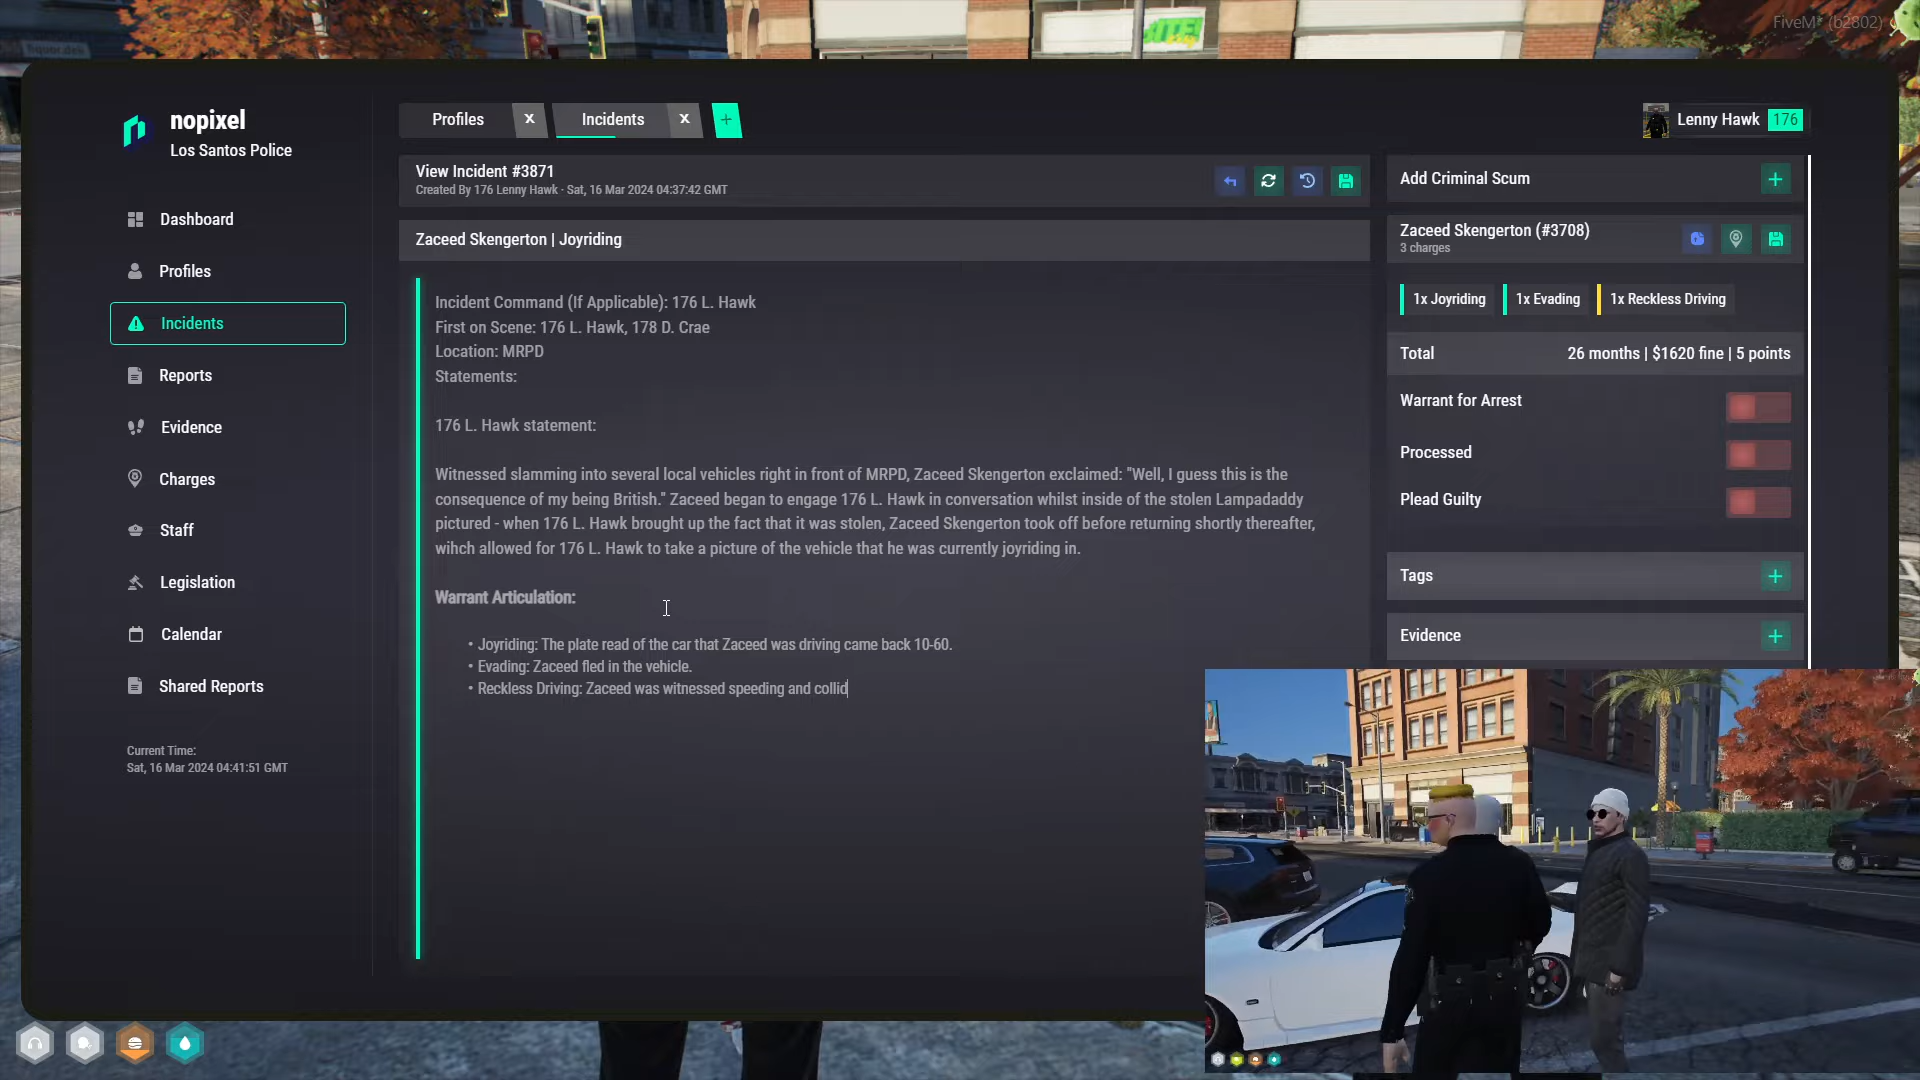 FiveM* (b2802)
nopixel
Los Santos Police
Profiles x
Incidents x
+
Lenny Hawk 176
View Incident #3871
Created By 176 Lenny Hawk · Sat, 16 Mar 2024 04:37:42 GMT
Zaceed Skengerton | Joyriding
Dashboard
Profiles
Incidents
Reports
Evidence
Charges
Staff
Legislation
Calendar
Shared Reports
Current Time:
Sat, 16 Mar 2024 04:41:51 GMT
Incident Command (If Applicable): 176 L. Hawk
First on Scene: 176 L. Hawk, 178 D. Crae
Location: MRPD
Statements:
176 L. Hawk statement:
Witnessed slamming into several local vehicles right in front of MRPD, Zaceed Skengerton exclaimed: "Well, I guess this is the
consequence of my being British." Zaceed began to engage 176 L. Hawk in conversation whilst inside of the stolen Lampadaddy
pictured - when 176 L. Hawk brought up the fact that it was stolen, Zaceed Skengerton took off before returning shortly thereafter,
wihch allowed for 176 L. Hawk to take a picture of the vehicle that he was currently joyriding in.
Warrant Articulation:
• Joyriding: The plate read of the car that Zaceed was driving came back 10-60.
• Evading: Zaceed fled in the vehicle.
• Reckless Driving: Zaceed was witnessed speeding and collid
Add Criminal Scum +
Zaceed Skengerton (#3708)
3 charges
1x Joyriding 1x Evading 1x Reckless Driving
Total 26 months | $1620 fine | 5 points
Warrant for Arrest
Processed
Plead Guilty
Tags +
Evidence +